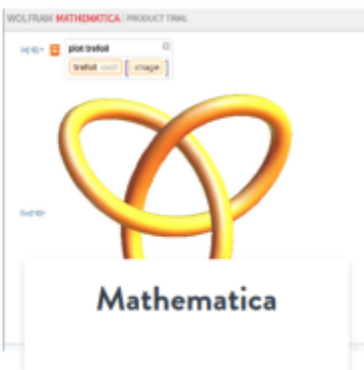 WOLFRAM MATHEMATICA | PRODUCT TRIAL
plot trefoil
trefoil image
Mathematica